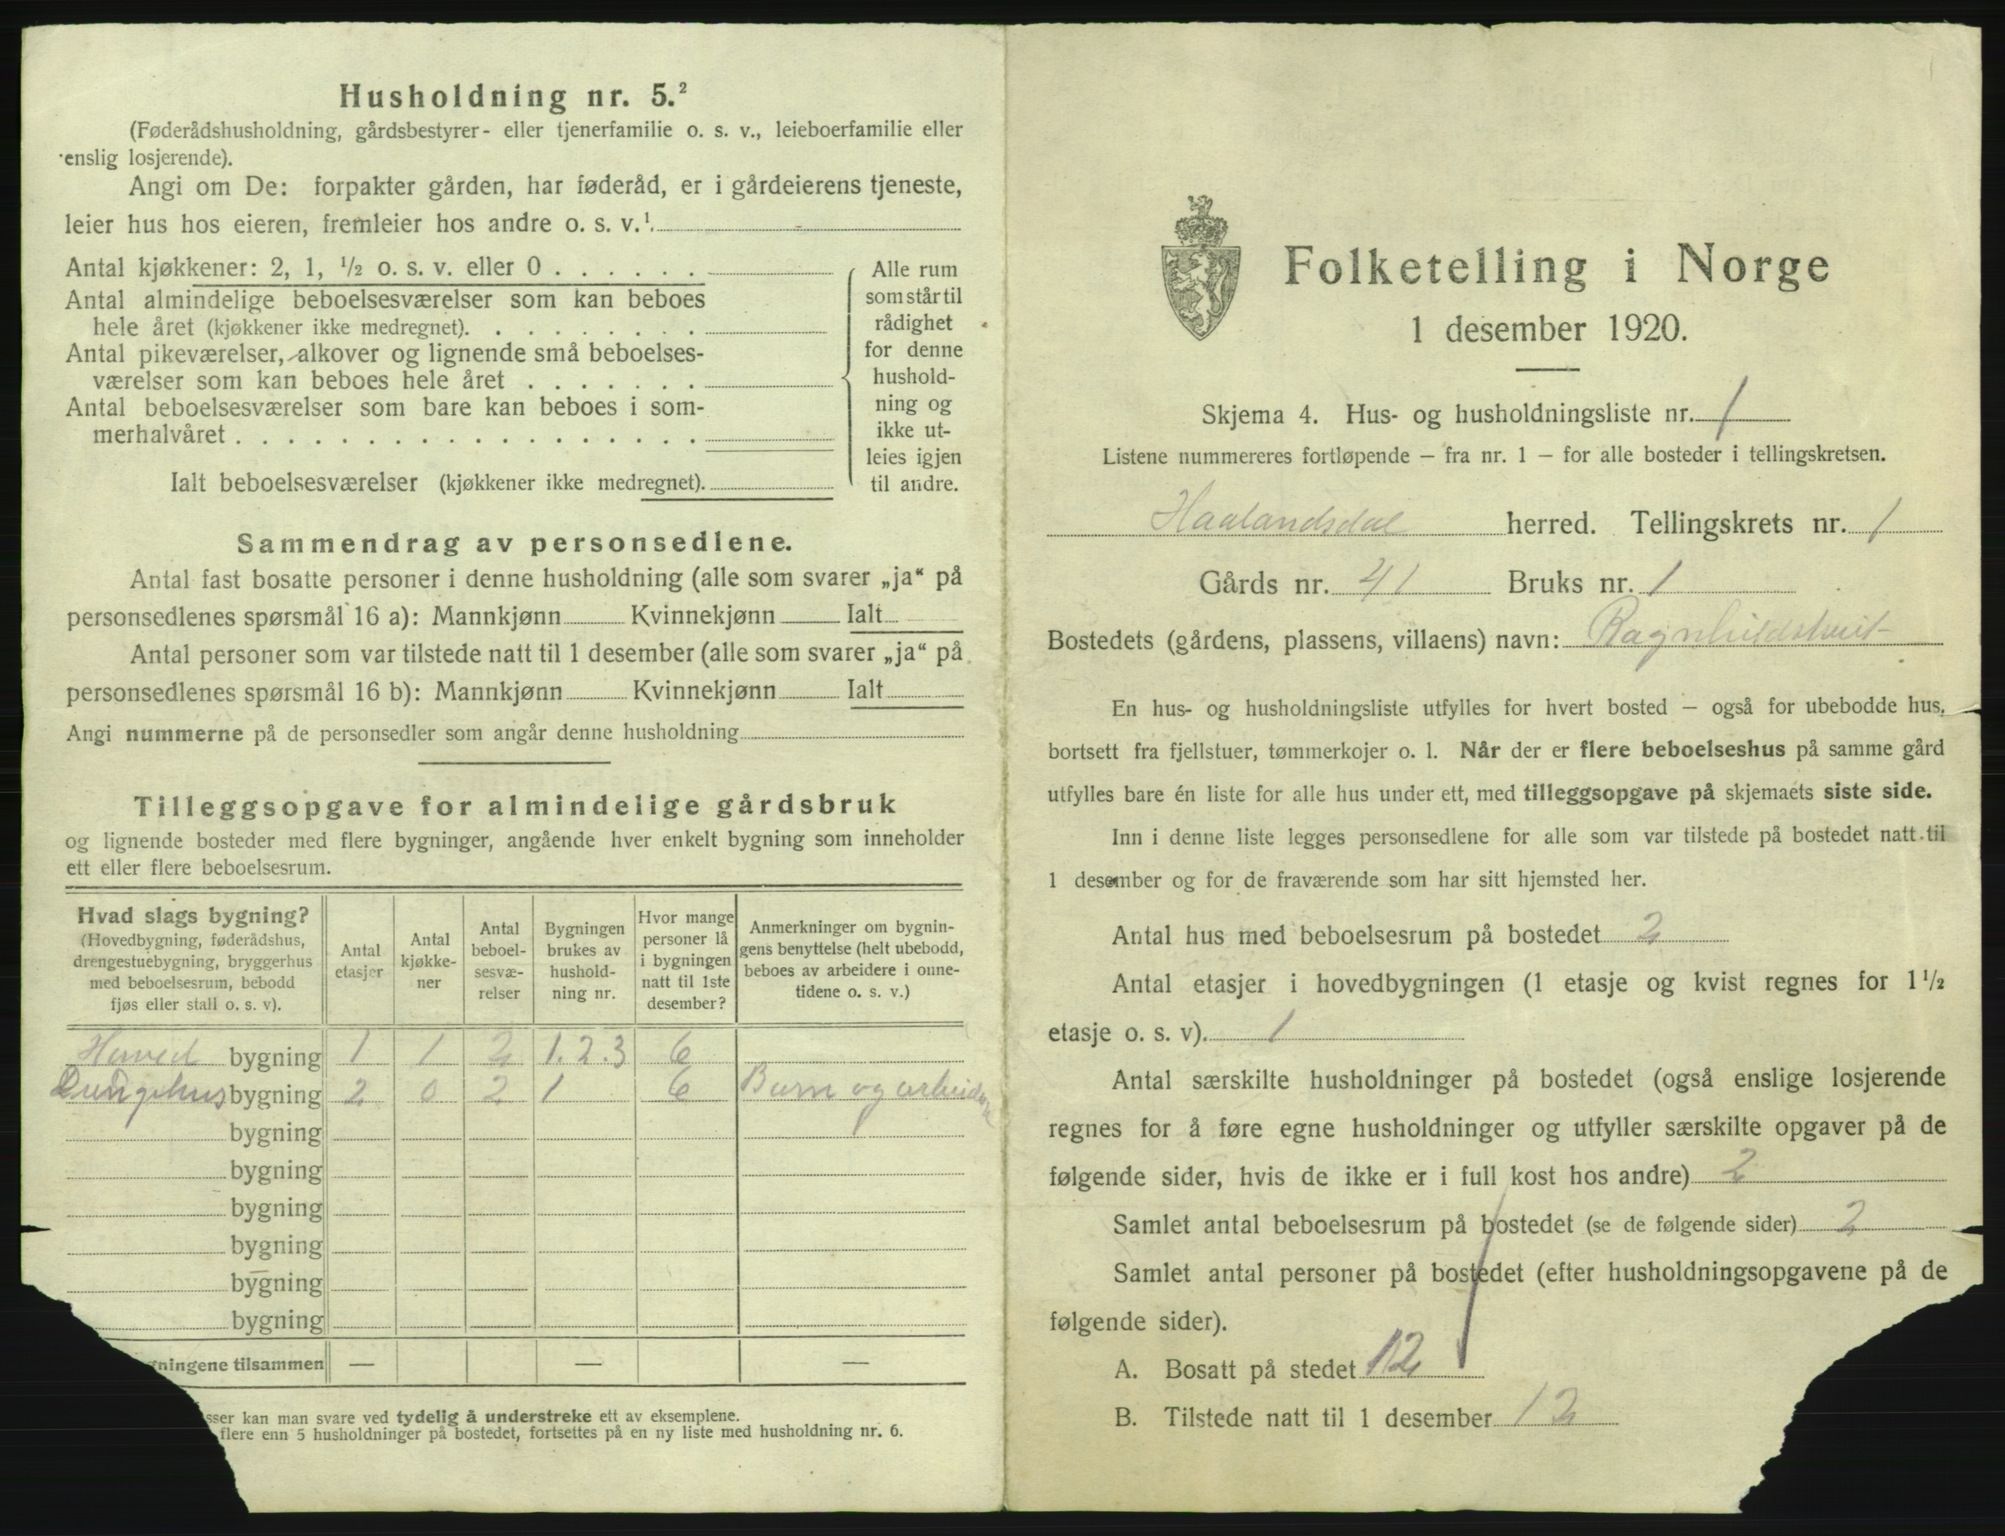 Husholdning nr. 5.²
(Føderådshusholdning, gårdsbestyrer- eller tjenerfamilie o. s. v., leieboerfamilie eller
enslig losjerende).
Angi om De: forpakter gården, har føderåd, er i gårdeierens tjeneste,
leier hus hos eieren, fremleier hos andre o. s. v.¹
Antal kjøkkener: 2, 1, ½ o. s. v. eller 0 . . . . . .
Antal almindelige beboelsesværelser som kan beboes
hele året (kjøkkener ikke medregnet). . . . . . . . .
Antal pikeværelser, alkover og lignende små beboelses-
værelser som kan beboes hele året . . . . . . .
Antal beboelsesværelser som bare kan beboes i som-
merhalvåret . . . . . . . . . . . . . . . . . .
Ialt beboelsesværelser (kjøkkener ikke medregnet).
Alle rum
som står til
rådighet
for denne
hushold-
ning og
ikke ut-
leies igjen
til andre.
Sammendrag av personsedlene.
Antal fast bosatte personer i denne husholdning (alle som svarer „ja“ på
personsedlenes spørsmål 16 a): Mannkjønn Kvinnekjønn Ialt
Antal personer som var tilstede natt til 1 desember (alle som svarer „ja“ på
personsedlenes spørsmål 16 b): Mannkjønn Kvinnekjønn Ialt
Angi nummerne på de personsedler som angår denne husholdning
Tilleggsopgave for almindelige gårdsbruk
og lignende bosteder med flere bygninger, angående hver enkelt bygning som inneholder
ett eller flere beboelsesrum.
Hvad slags bygning?
(Hovedbygning, føderådshus,
drengestuebygning, bryggerhus
med beboelsesrum, bebodd
fjøs eller stall o. s. v).
Antal
etasjer
Antal
kjøkke-
ner
Antal
beboel-
sesvæ-
relser
Bygningen
brukes av
hushold-
ning nr.
Hvor mange
personer lå
i bygningen
natt til 1ste
desember?
Anmerkninger om bygnin-
gens benyttelse (helt ubebodd,
beboes av arbeidere i onne-
tidene o. s. v.)
Hoved bygning 1 1 2 1.2.3 6
bygning 2 0 2 1 6 Barn og arbeidere
bygning
bygning
bygning
bygning
bygning
bygning
gningene tilsammen — — —
sser kan man svare ved tydelig å understreke ett av eksemplene.
flere enn 5 husholdninger på bostedet, fortsettes på en ny liste med husholdning nr. 6.
Folketelling i Norge
1 desember 1920.
Skjema 4. Hus- og husholdningsliste nr. 1
Listene nummereres fortløpende — fra nr. 1 — for alle bosteder i tellingskretsen.
Haalandsdal herred. Tellingskrets nr. 1
Gårds nr. 41 Bruks nr. 1
Bostedets (gårdens, plassens, villaens) navn: Ragnhildstveit
En hus- og husholdningsliste utfylles for hvert bosted — også for ubebodde hus,
bortsett fra fjellstuer, tømmerkojer o. l. Når der er flere beboelseshus på samme gård
utfylles bare én liste for alle hus under ett, med tilleggsopgave på skjemaets siste side.
Inn i denne liste legges personsedlene for alle som var tilstede på bostedet natt til
1 desember og for de fraværende som har sitt hjemsted her.
Antal hus med beboelsesrum på bostedet 2
Antal etasjer i hovedbygningen (1 etasje og kvist regnes for 1½
etasje o. s. v). 1
Antal særskilte husholdninger på bostedet (også enslige losjerende
regnes for å føre egne husholdninger og utfyller særskilte opgaver på de
følgende sider, hvis de ikke er i full kost hos andre) 2
Samlet antal beboelsesrum på bostedet (se de følgende sider) 2
Samlet antal personer på bostedet (efter husholdningsopgavene på de
følgende sider).
A. Bosatt på stedet 12
B. Tilstede natt til 1 desember 12